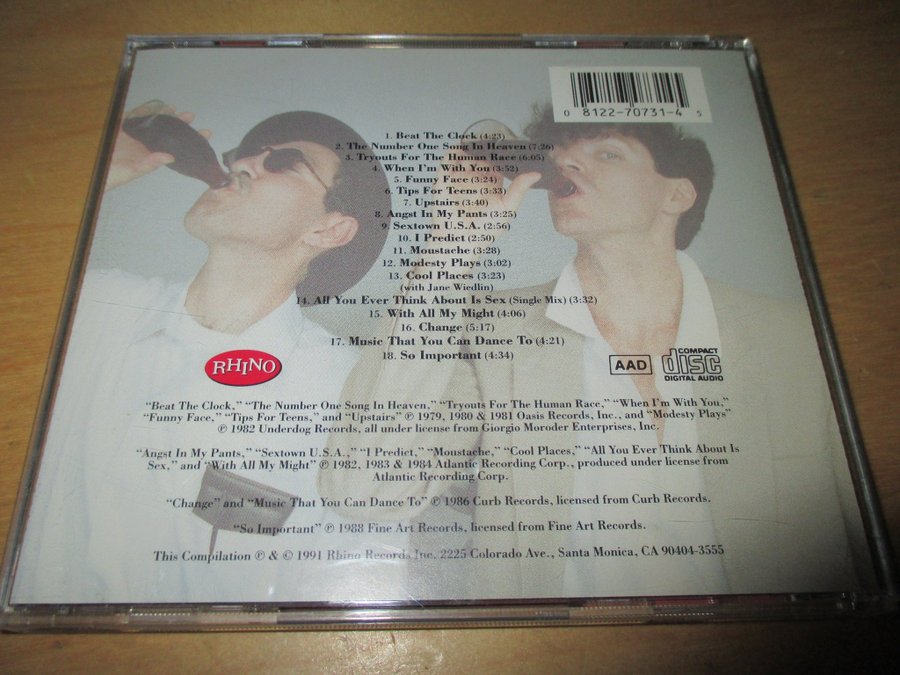 0 8122-70731-4 5
1. Beat The Clock (4:23)
2. The Number One Song In Heaven (7:26)
3. Tryouts For The Human Race (6:05)
4. When I'm With You (3:52)
5. Funny Face (3:24)
6. Tips For Teens (3:33)
7. Upstairs (3:40)
8. Angst In My Pants (3:25)
9. Sextown U.S.A. (2:56)
10. I Predict (2:50)
11. Moustache (3:28)
12. Modesty Plays (3:02)
13. Cool Places (3:23)
(with Jane Wiedlin)
14. All You Ever Think About Is Sex (Single Mix) (3:32)
15. With All My Might (4:06)
16. Change (5:17)
17. Music That You Can Dance To (4:21)
18. So Important (4:34)
RHINO
AAD
COMPACT
disc
DIGITAL AUDIO
"Beat The Clock," "The Number One Song In Heaven," "Tryouts For The Human Race," "When I'm With You,"
"Funny Face," "Tips For Teens," and "Upstairs" ℗ 1979, 1980 & 1981 Oasis Records, Inc., and "Modesty Plays"
℗ 1982 Underdog Records, all under license from Giorgio Moroder Enterprises, Inc.
"Angst In My Pants," "Sextown U.S.A.," "I Predict," "Moustache," "Cool Places," "All You Ever Think About Is
Sex," and "With All My Might" ℗ 1982, 1983 & 1984 Atlantic Recording Corp., produced under license from
Atlantic Recording Corp.
"Change" and "Music That You Can Dance To" ℗ 1986 Curb Records, licensed from Curb Records.
"So Important" ℗ 1988 Fine Art Records, licensed from Fine Art Records.
This Compilation ℗ & © 1991 Rhino Records Inc. 2225 Colorado Ave., Santa Monica, CA 90404-3555